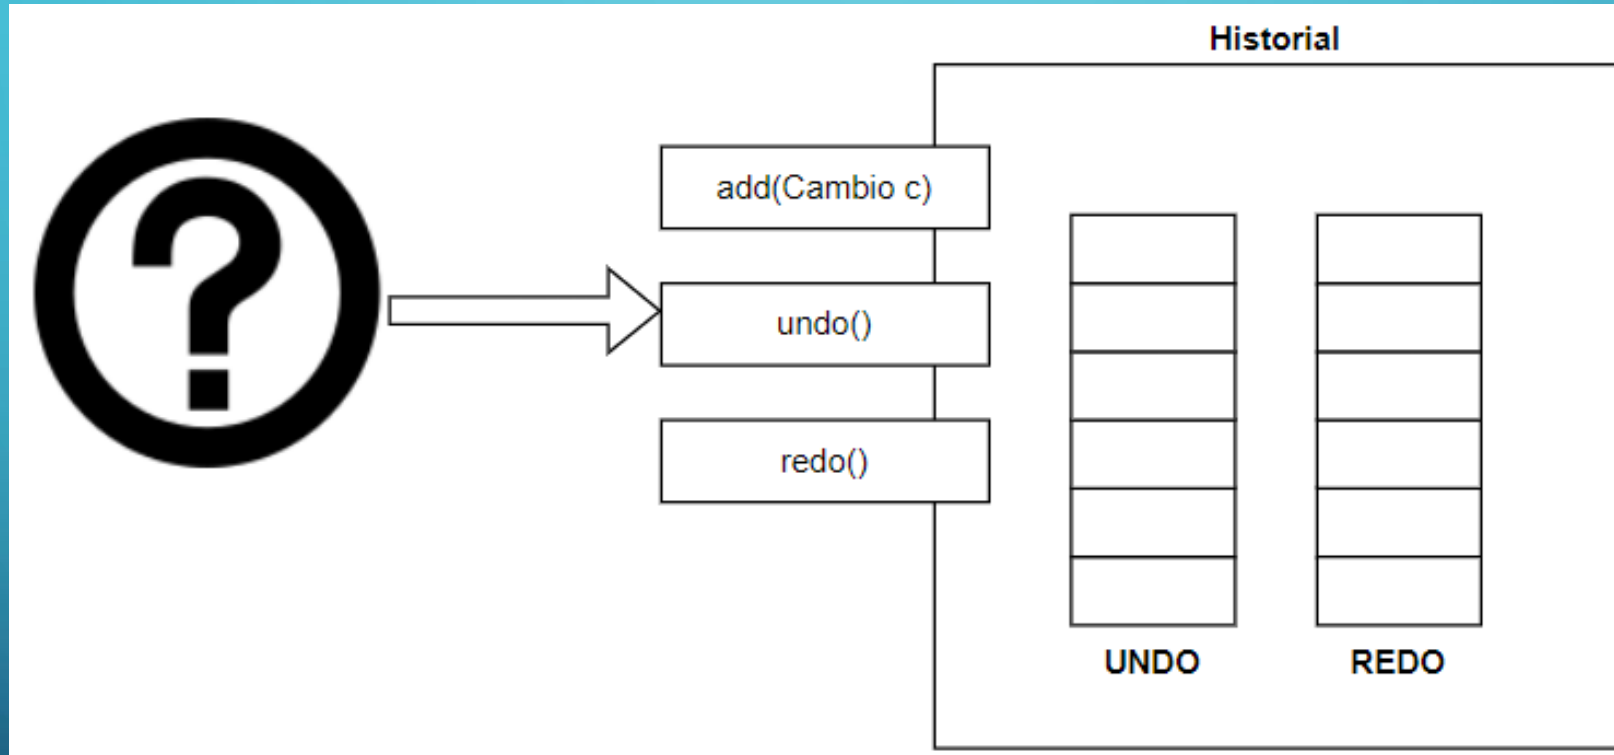 Historial
add(Cambio c)
undo()
redo()
UNDO
REDO